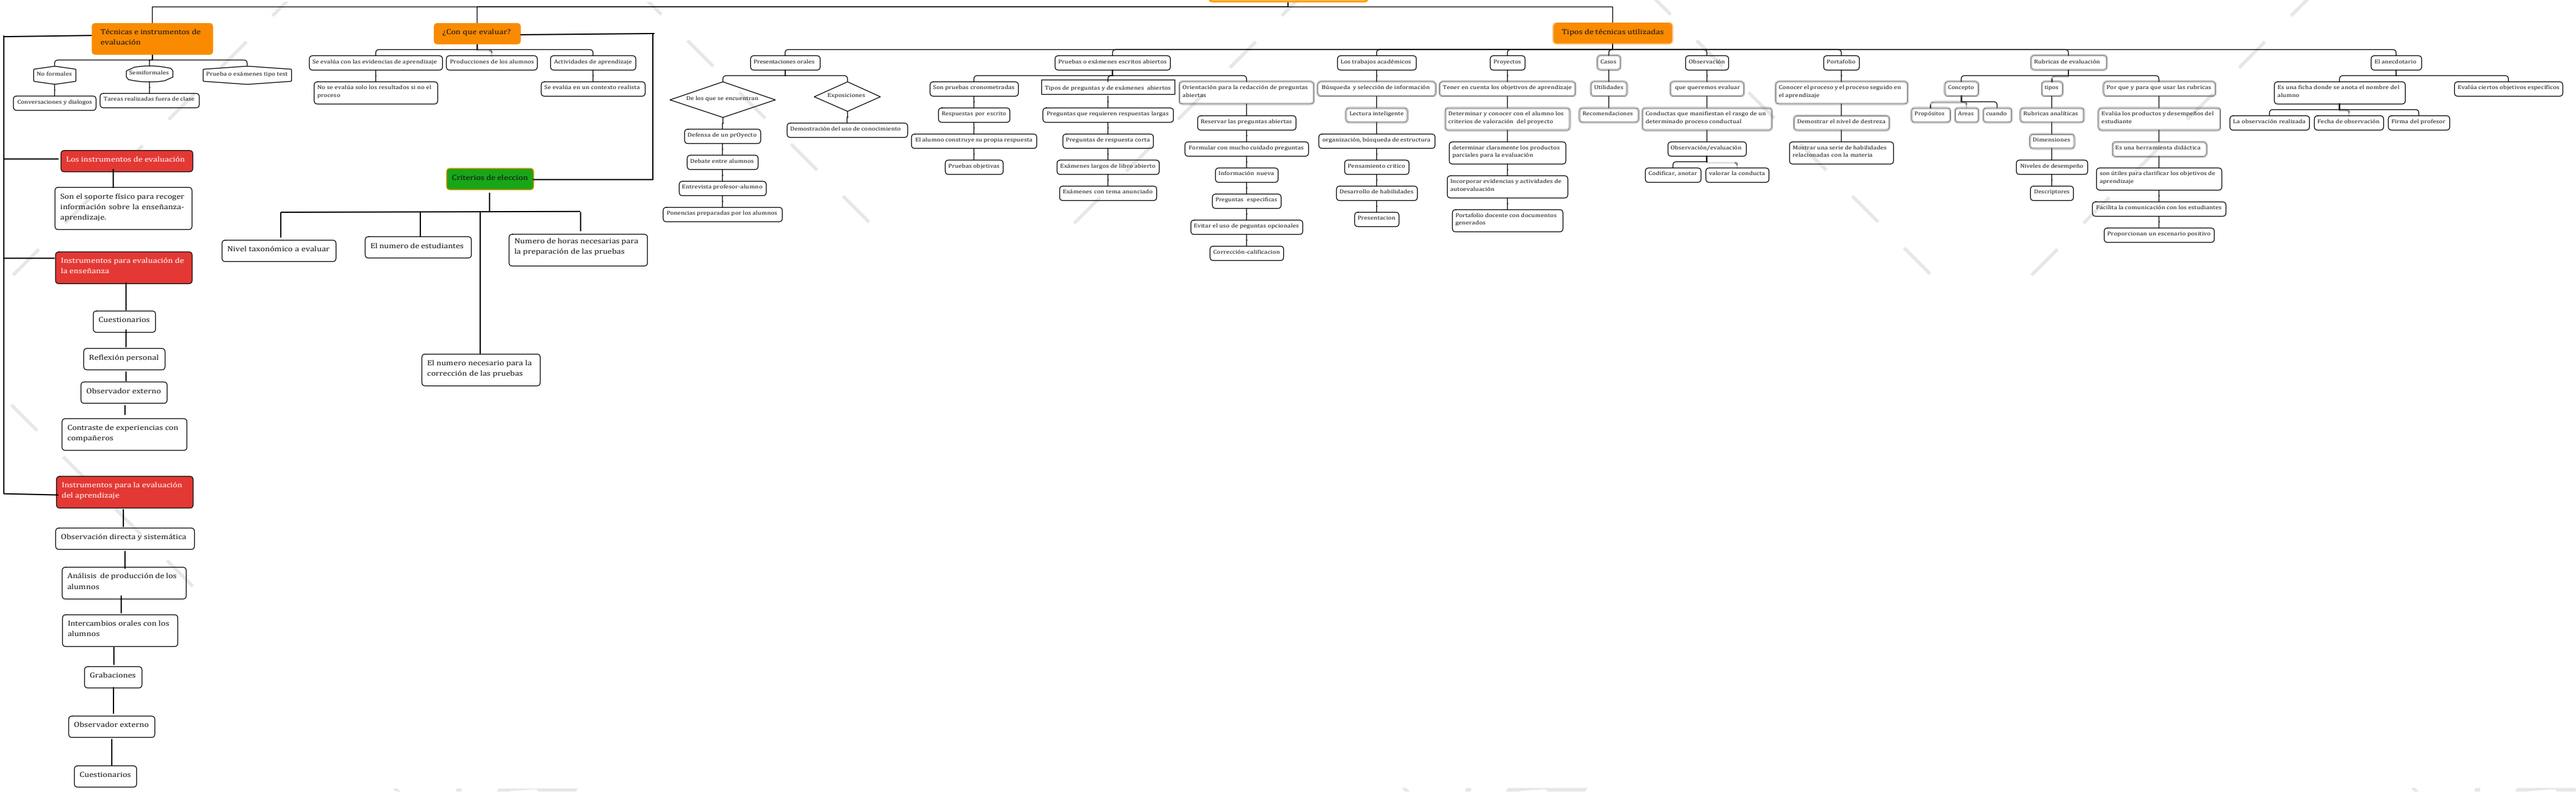 Técnicas e instrumentos de
evaluación
No formales
Conversaciones y dialogos
Semiformales
Tareas realizadas fuera de clase
Prueba o exámenes tipo test
Los instrumentos de evaluación
Son el soporte físico para recoger
información sobre la enseñanza-
aprendizaje.
Instrumentos para evaluación de
la enseñanza
Cuestionarios
Reflexión personal
Observador externo
Contraste de experiencias con
compañeros
Instrumentos para la evaluación
del aprendizaje
Observación directa y sistemática
Análisis de producción de los
alumnos
Intercambios orales con los
alumnos
Grabaciones
Observador externo
Cuestionarios
¿Con que evaluar?
Se evalúa con las evidencias de aprendizaje
No se evalúa solo los resultados si no el
proceso
Producciones de los alumnos
Actividades de aprendizaje
Se evalúa en un contexto realista
Criterios de eleccion
Nivel taxonómico a evaluar
El numero de estudiantes
El numero necesario para la
corrección de las pruebas
Numero de horas necesarias para
la preparación de las pruebas
Tipos de técnicas utilizadas
Presentaciones orales
De los que se encuentran
Defensa de un prOyecto
Debate entre alumnos
Entrevista profesor-alumno
Ponencias preparadas por los alumnos
Exposiciones
Demostración del uso de conocimiento
Pruebas o exámenes escritos abiertos
Son pruebas cronometradas
Respuestas por escrito
El alumno construye su propia respuesta
Pruebas objetivas
Tipos de preguntas y de exámenes abiertos
Preguntas que requieren respuestas largas
Preguntas de respuesta corta
Exámenes largos de libre abierto
Exámenes con tema anunciado
Orientación para la redacción de preguntas
abiertas
Reservar las preguntas abiertas
Formular con mucho cuidado preguntas
Información nueva
Preguntas especificas
Evitar el uso de peguntas opcionales
Corrección-calificacion
Los trabajos académicos
Búsqueda y selección de información
Lectura inteligente
organización, búsqueda de estructura
Pensamiento critico
Desarrollo de habilidades
Presentacion
Proyectos
Tener en cuenta los objetivos de aprendizaje
Determinar y conocer con el alumno los
criterios de valoración del proyecto
determinar claramente los productos
parciales para la evaluación
Incorporar evidencias y actividades de
autoevaluación
Portafolio docente con documentos
generados
Casos
Utilidades
Recomendaciones
Observación
que queremos evaluar
Conductas que manifiestan el rasgo de un
determinado proceso conductual
Observación/evaluación
Codificar, anotar
valorar la conducta
Portafolio
Conocer el proceso y el proceso seguido en
el aprendizaje
Demostrar el nivel de destreza
Mostrar una serie de habilidades
relacionadas con la materia
Rubricas de evaluación
Concepto
Propósitos
Areas
cuando
tipos
Rubricas analíticas
Dimensiones
Niveles de desempeño
Descriptores
Por que y para que usar las rubricas
Evalúa los productos y desempeños del
estudiante
Es una herramienta didáctica
son útiles para clarificar los objetivos de
aprendizaje
Facilita la comunicación con los estudiantes
Proporcionan un escenario positivo
El anecdotario
Es una ficha donde se anota el nombre del
alumno
La observación realizada
Fecha de observación
Firma del profesor
Evalúa ciertos objetivos específicos